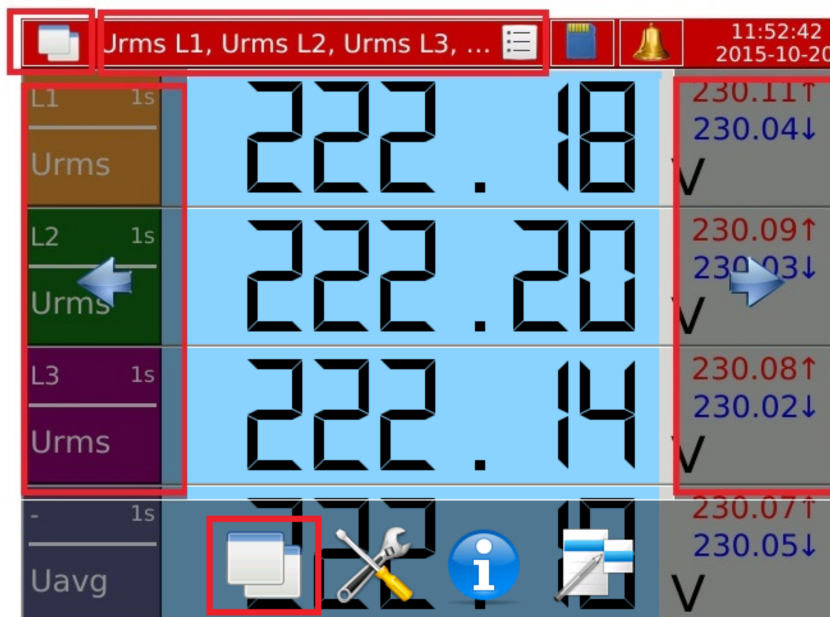 Urms L1, Urms L2, Urms L3, ...
11:52:42
2015-10-20
L1 1s
Urms
222.18
230.11↑
230.04↓
V
L2 1s
Urms
222.20
230.09↑
230.03↓
V
L3 1s
Urms
222.14
230.08↑
230.02↓
V
- 1s
Uavg
230.07↑
230.05↓
V